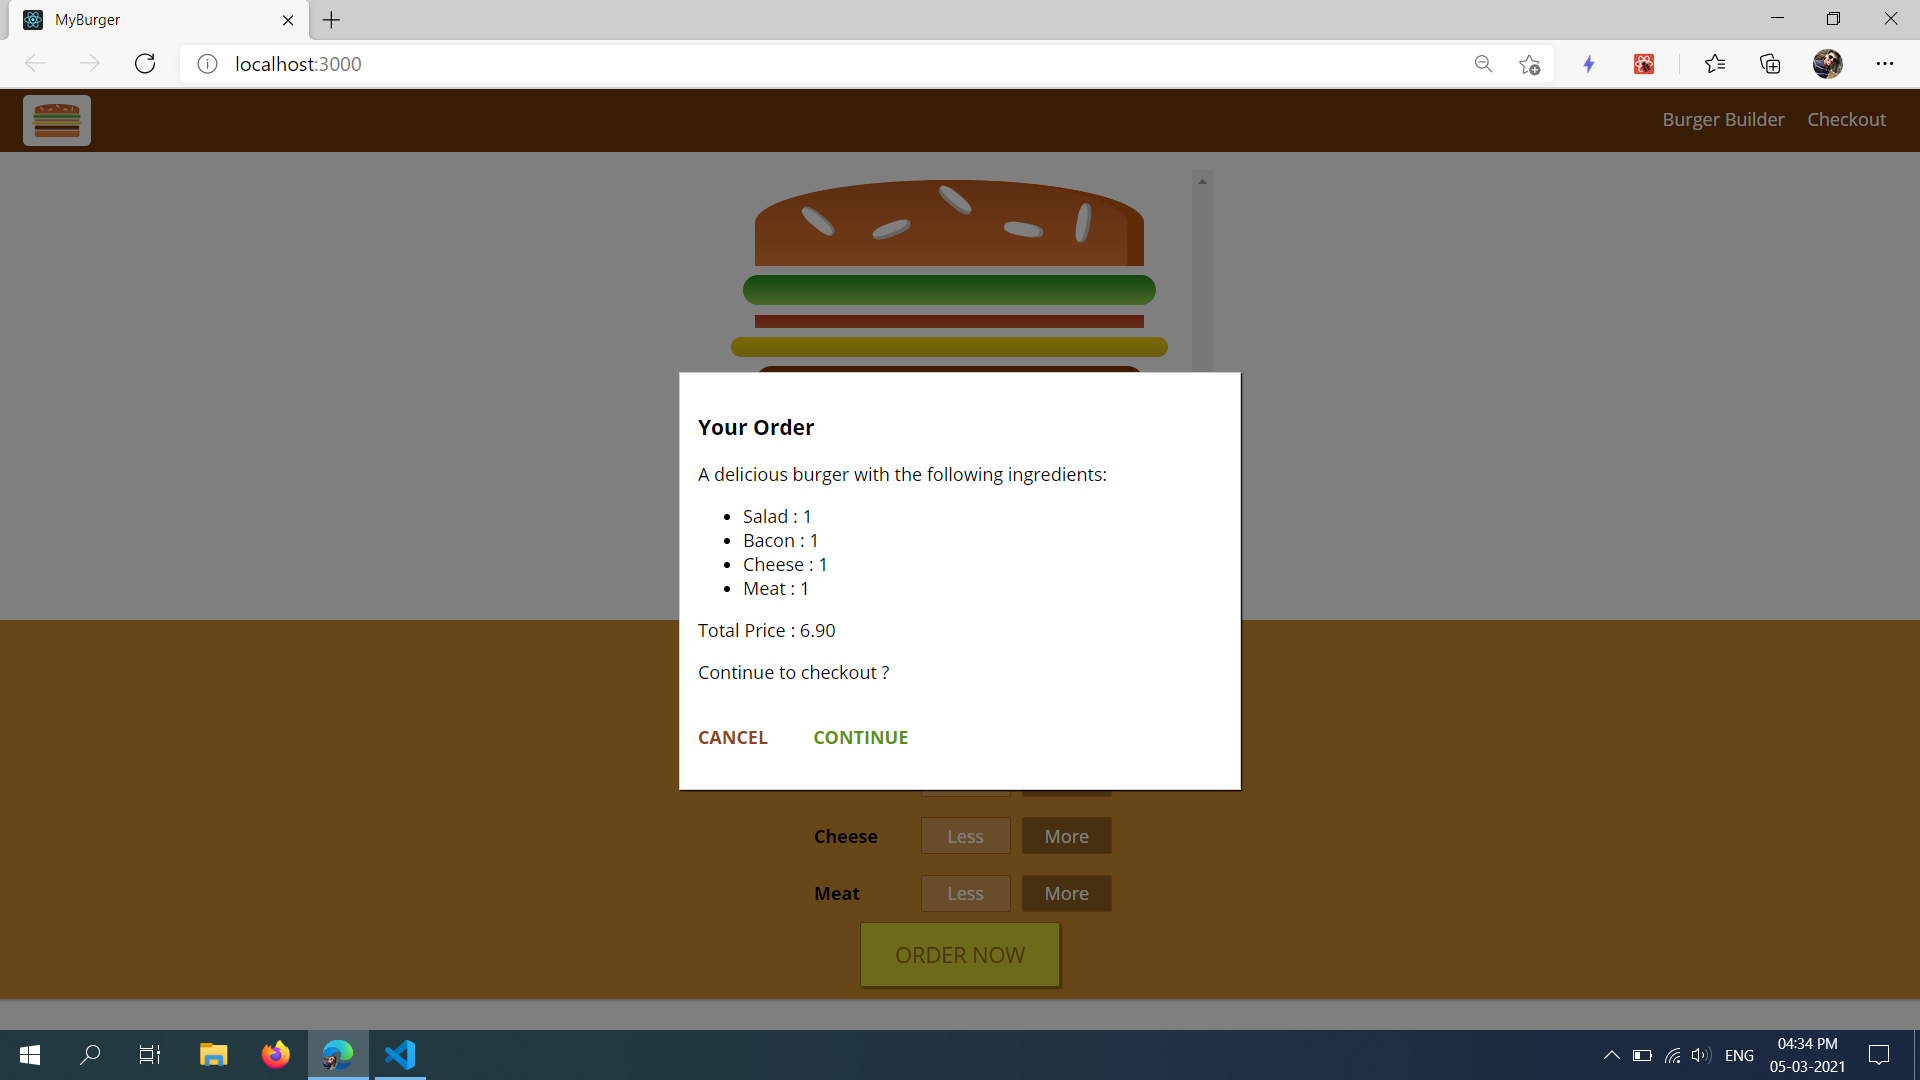 MyBurger
localhost:3000
Burger Builder Checkout
Your Order
A delicious burger with the following ingredients:
Salad : 1
Bacon : 1
Cheese : 1
Meat : 1
Total Price : 6.90
Continue to checkout ?
CANCEL CONTINUE
Cheese Less More
Meat Less More
ORDER NOW
ENG
04:34 PM
05-03-2021